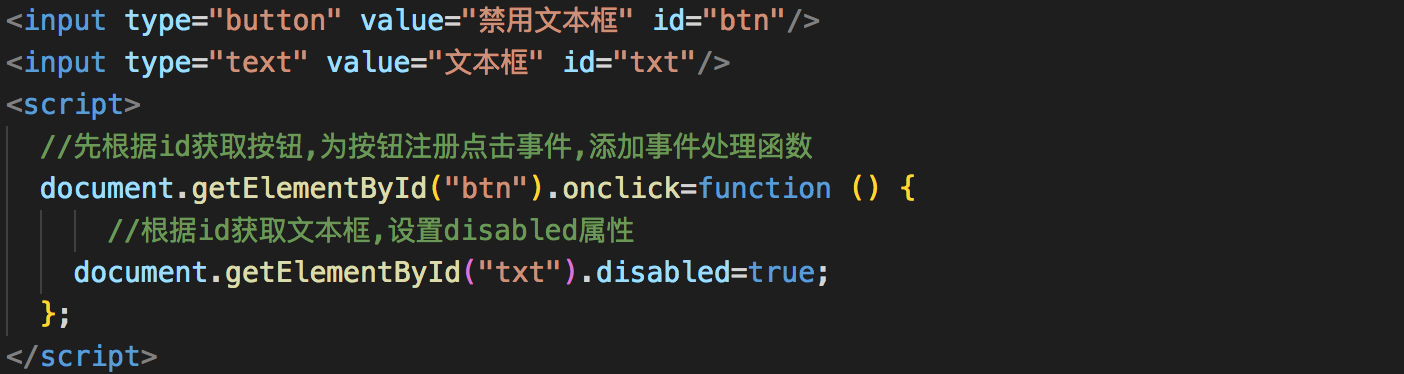 <input type="button" value="禁用文本框" id="btn"/>
<input type="text" value="文本框" id="txt"/>
<script>
  //先根据id获取按钮,为按钮注册点击事件,添加事件处理函数
  document.getElementById("btn").onclick=function () {
      //根据id获取文本框,设置disabled属性
    document.getElementById("txt").disabled=true;
  };
</script>